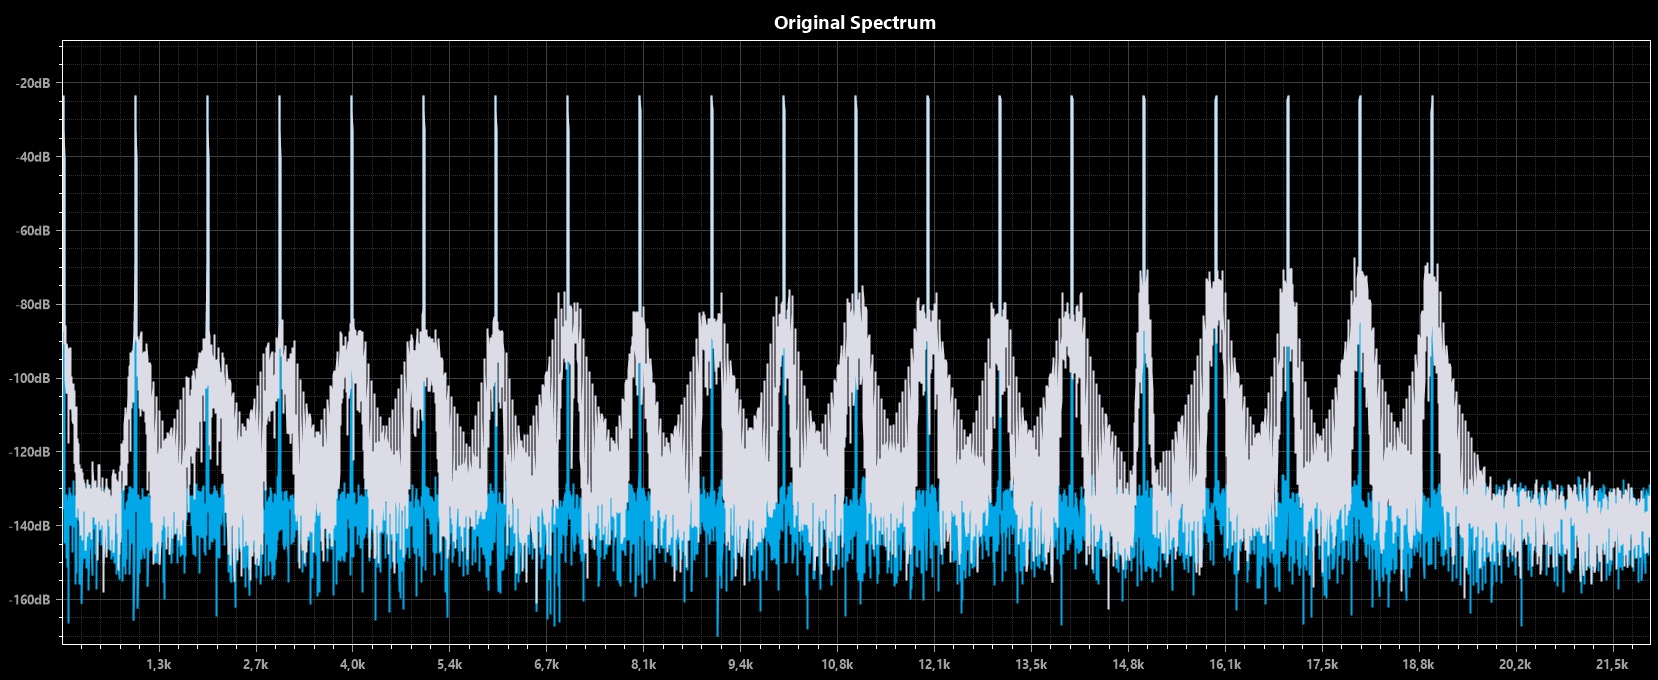 Original Spectrum
-20dB
-40dB
-60dB
-80dB
-100dB
-120dB
-140dB
-160dB
1,3k 2,7k 4,0k 5,4k 6,7k 8,1k 9,4k 10,8k 12,1k 13,5k 14,8k 16,1k 17,5k 18,8k 20,2k 21,5k